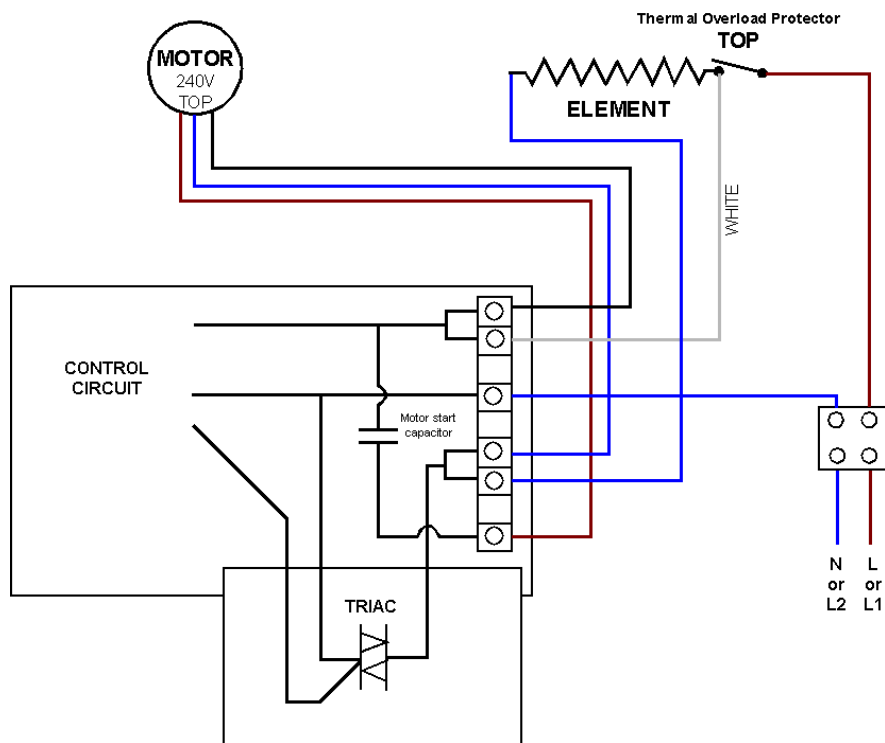 Thermal Overload Protector
TOP
MOTOR
240V
TOP
ELEMENT
WHITE
CONTROL
CIRCUIT
Motor start
capacitor
TRIAC
N
or
L2
L
or
L1